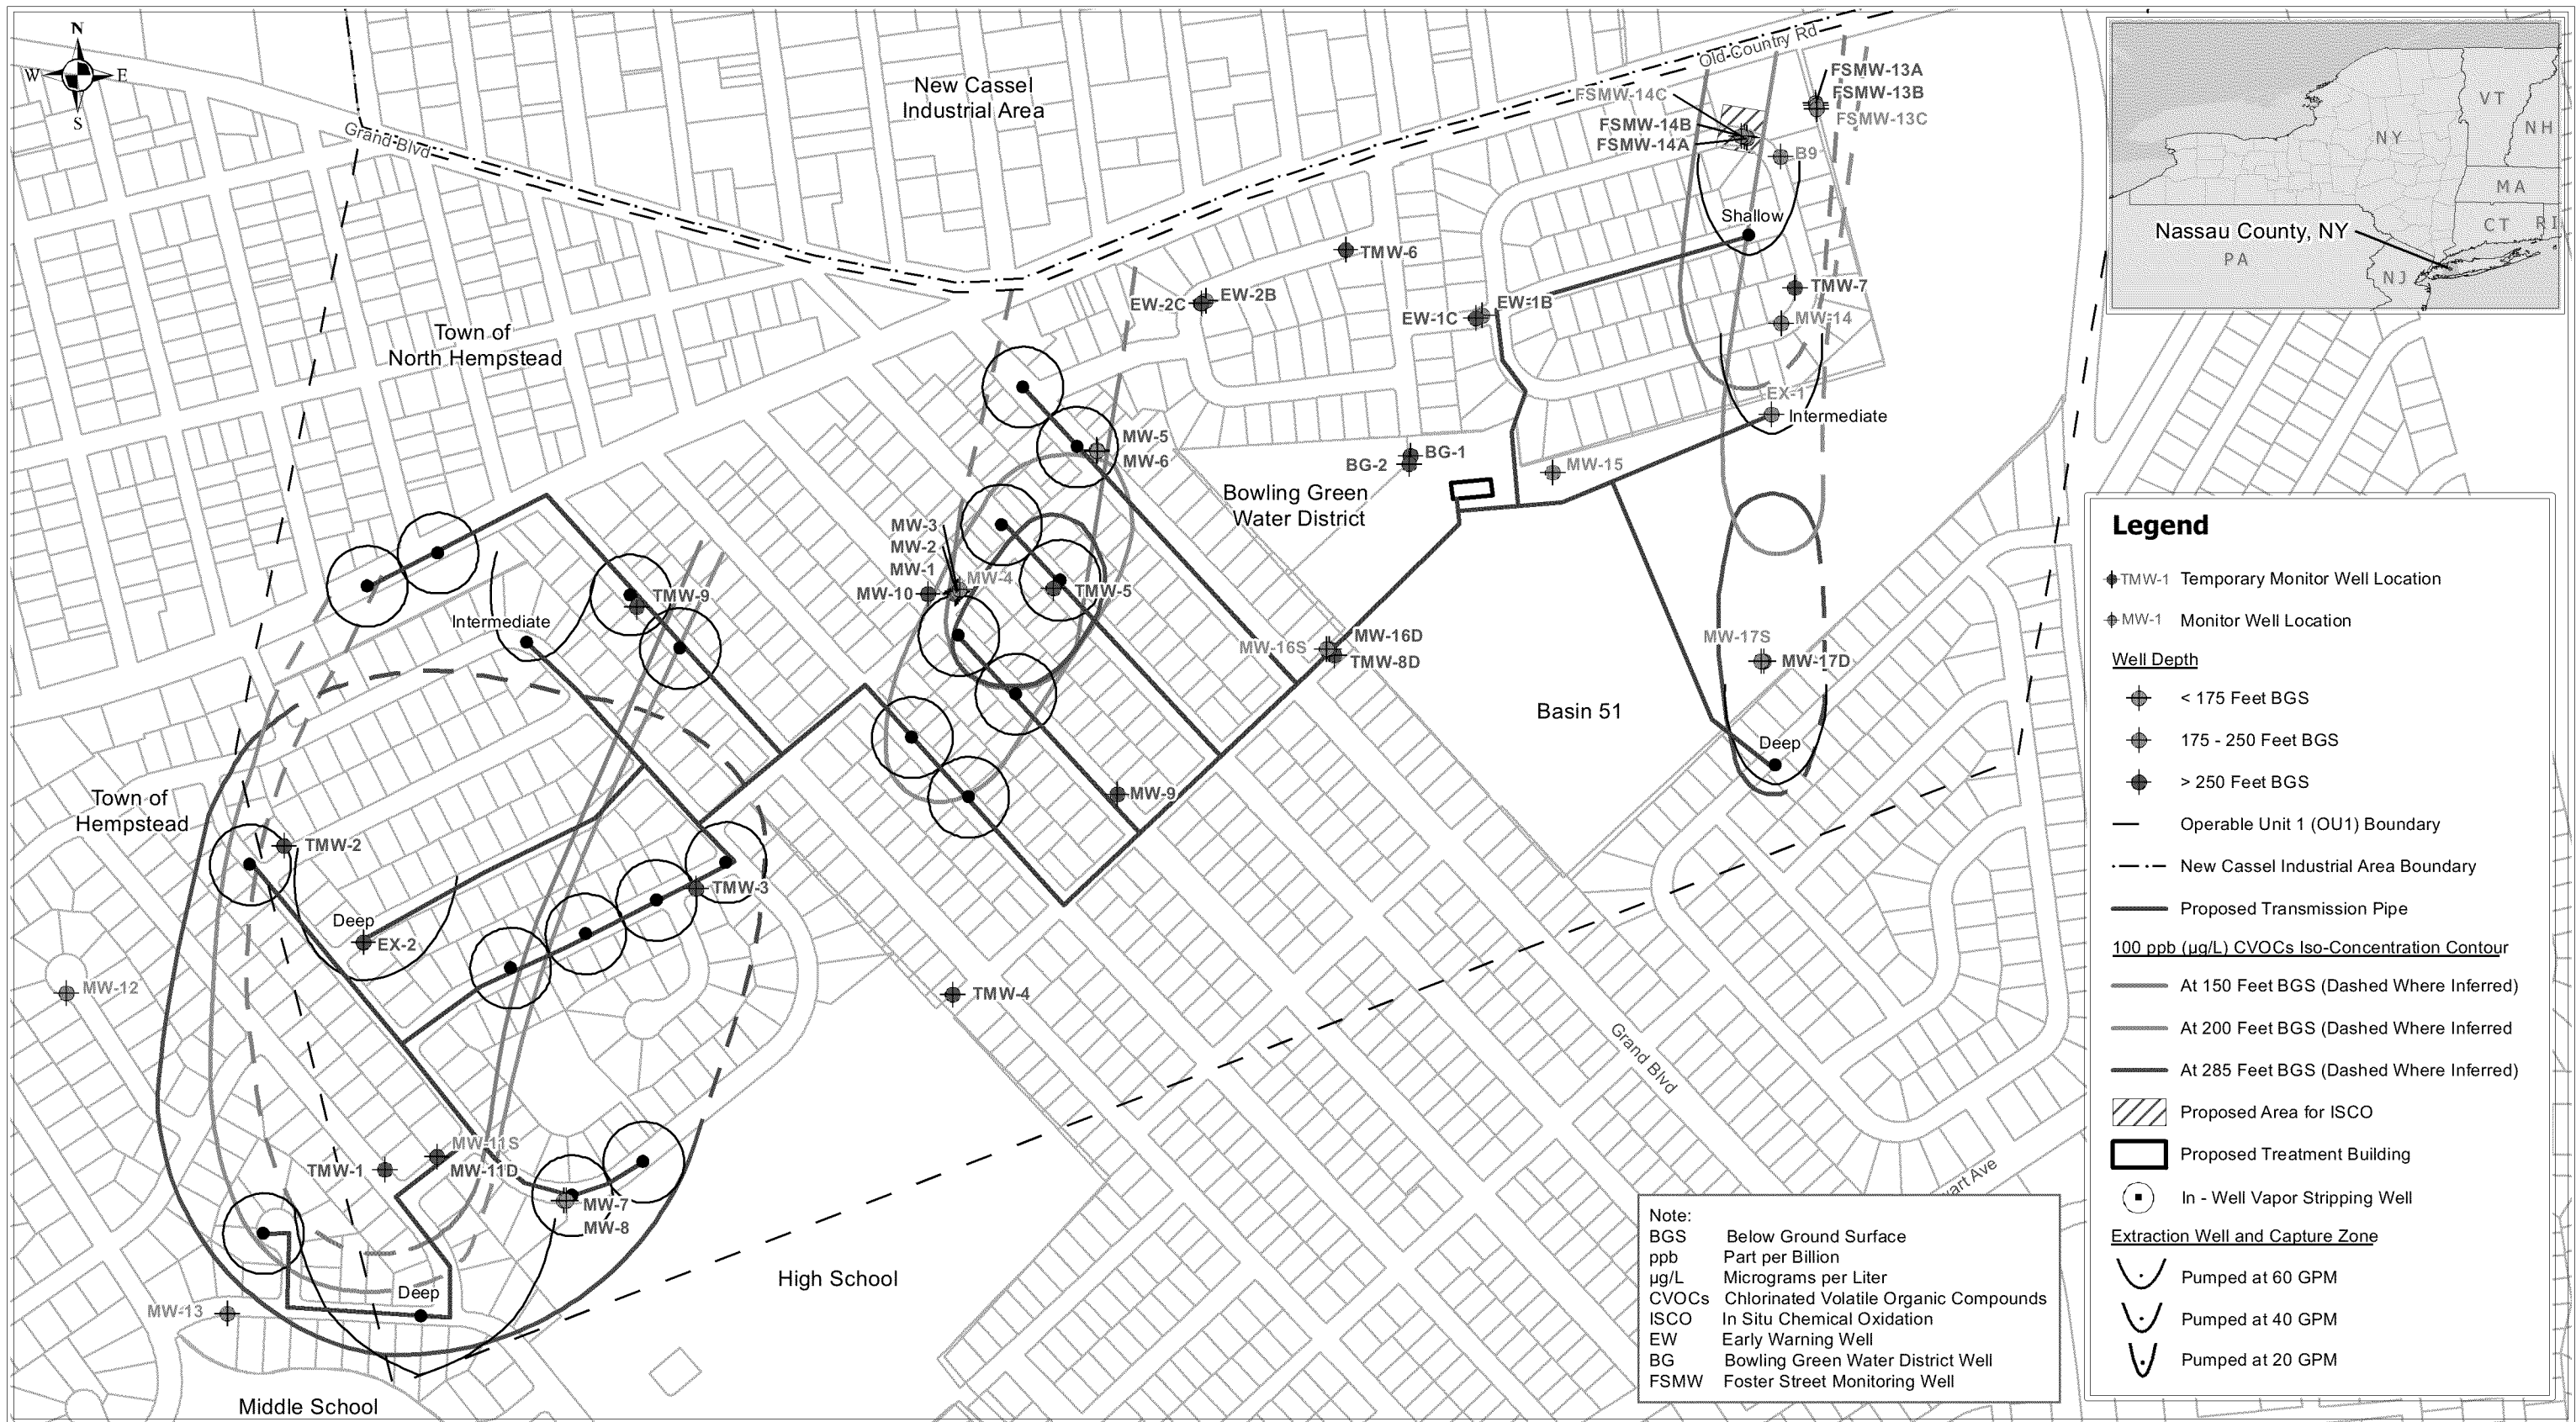 N
W
E
S
New Cassel
Industrial Area
Old Country Rd
Grand Blvd
FSMW-14C
FSMW-14B
FSMW-14A
FSMW-13A
FSMW-13B
FSMW-13C
B9
Shallow
TMW-6
TMW-7
MW-14
EW-2C
EW-2B
EW-1C
EW-1B
Town of
North Hempstead
EX-1
Intermediate
MW-5
MW-6
BG-1
BG-2
MW-15
Bowling Green
Water District
MW-3
MW-2
MW-1
MW-4
MW-10
TMW-5
TMW-9
Intermediate
MW-16S
MW-16D
TMW-8D
MW-17S
MW-17D
Basin 51
Deep
MW-9
Town of
Hempstead
TMW-2
TMW-3
Deep
EX-2
MW-12
TMW-4
Grand Blvd
MW-11S
MW-11D
TMW-1
MW-7
MW-8
High School
Deep
MW-13
Middle School
VT
NH
NY
MA
CT
RI
PA
NJ
Nassau County, NY
Legend
TMW-1 Temporary Monitor Well Location
MW-1 Monitor Well Location
Well Depth
< 175 Feet BGS
175 - 250 Feet BGS
> 250 Feet BGS
Operable Unit 1 (OU1) Boundary
New Cassel Industrial Area Boundary
Proposed Transmission Pipe
100 ppb (µg/L) CVOCs Iso-Concentration Contour
At 150 Feet BGS (Dashed Where Inferred)
At 200 Feet BGS (Dashed Where Inferred
At 285 Feet BGS (Dashed Where Inferred)
Proposed Area for ISCO
Proposed Treatment Building
In - Well Vapor Stripping Well
Extraction Well and Capture Zone
Pumped at 60 GPM
Pumped at 40 GPM
Pumped at 20 GPM
Note:
BGS Below Ground Surface
ppb Part per Billion
µg/L Micrograms per Liter
CVOCs Chlorinated Volatile Organic Compounds
ISCO In Situ Chemical Oxidation
EW Early Warning Well
BG Bowling Green Water District Well
FSMW Foster Street Monitoring Well